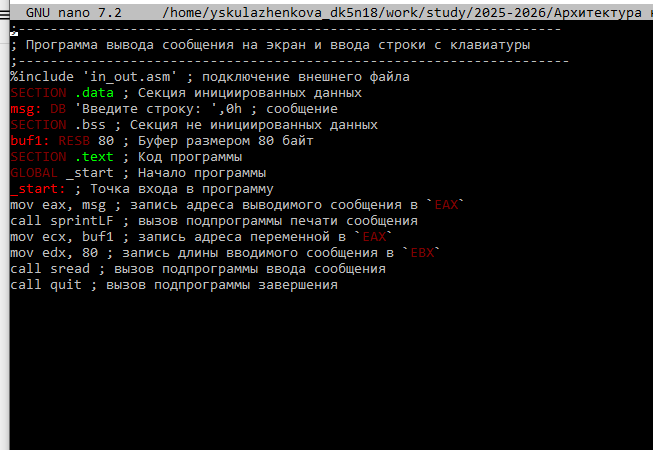 GNU nano 7.2 /home/yskulazhenkova_dk5n18/work/study/2025-2026/Архитектура к
;-------------------------------------------------------------------
; Программа вывода сообщения на экран и ввода строки с клавиатуры
;--------------------------------------------------------------------
%include 'in_out.asm' ; подключение внешнего файла
SECTION .data ; Секция инициированных данных
msg: DB 'Введите строку: ',0h ; сообщение
SECTION .bss ; Секция не инициированных данных
buf1: RESB 80 ; Буфер размером 80 байт
SECTION .text ; Код программы
GLOBAL _start ; Начало программы
_start: ; Точка входа в программу
mov eax, msg ; запись адреса выводимого сообщения в `EAX`
call sprintLF ; вызов подпрограммы печати сообщения
mov ecx, buf1 ; запись адреса переменной в `EAX`
mov edx, 80 ; запись длины вводимого сообщения в `EBX`
call sread ; вызов подпрограммы ввода сообщения
call quit ; вызов подпрограммы завершения